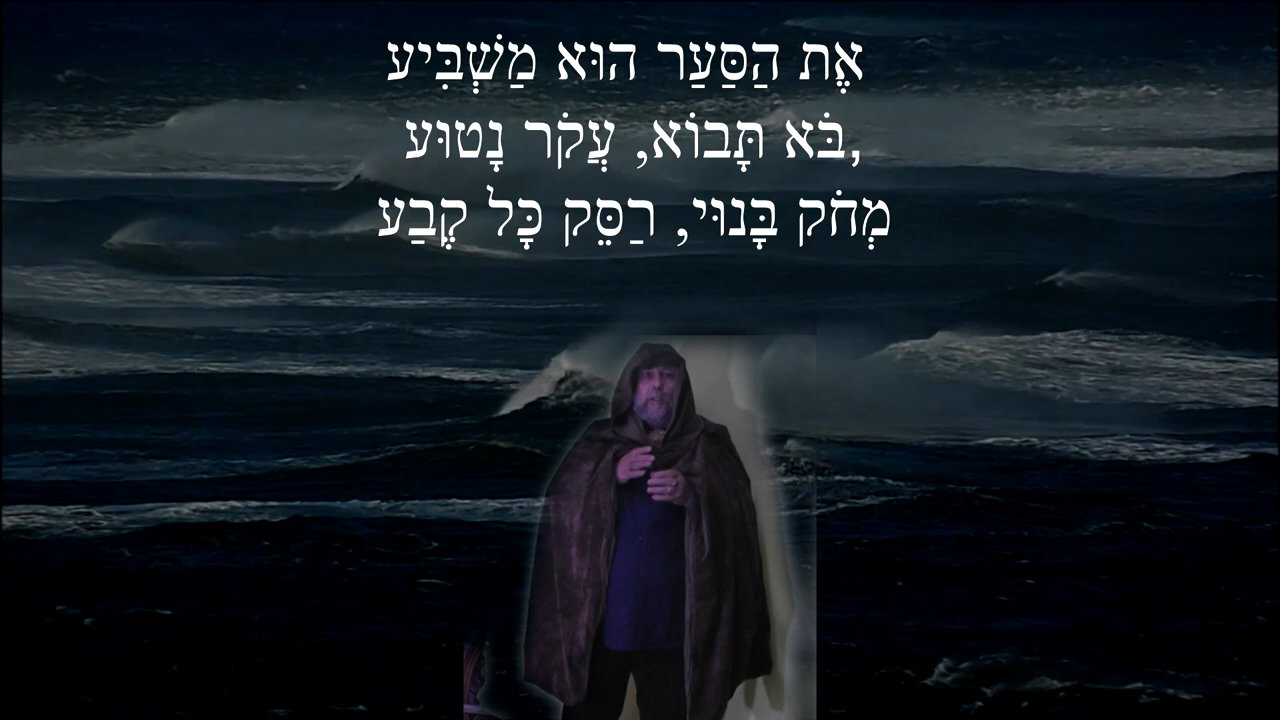 אֶת הַסַּעַר הוּא מַשְׁבִּיע
בֹּא תָּבוֹא, עֲקֹר נָטוּע,
מְחֹק בָּנוּי, רַסֵּק כָּל קֶבַע